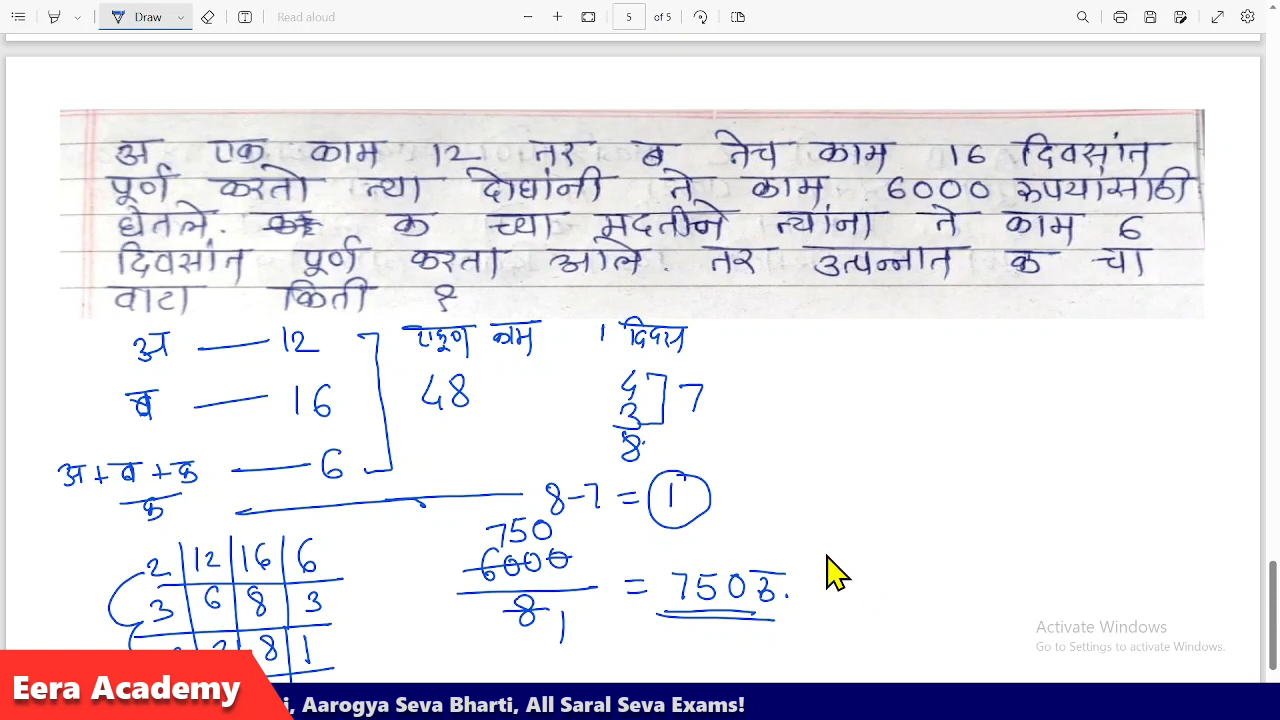 Draw
Read aloud
5 of 5
अ एक काम 12 तर ब तेच काम 16 दिवसांत
पूर्ण करतो त्या दोघांनी ते काम 6000 रूपयांसाठी
घेतले. क च्या मदतीने त्यांना ते काम 6
दिवसांत पूर्ण करता आले. तर उत्पन्नात क चा
वाटा किती ?
अ — 12 एकूण काम 1 दिवस
ब — 16 48 4 3 7
8
अ + ब + क — 6
क 8-7 = 1
750
2 12 16 6 6000
3 6 8 3 8 1 = 750 रु.
8 1
Activate Windows
Go to Settings to activate Windows.
Eera Academy
i, Aarogya Seva Bharti, All Saral Seva Exams!